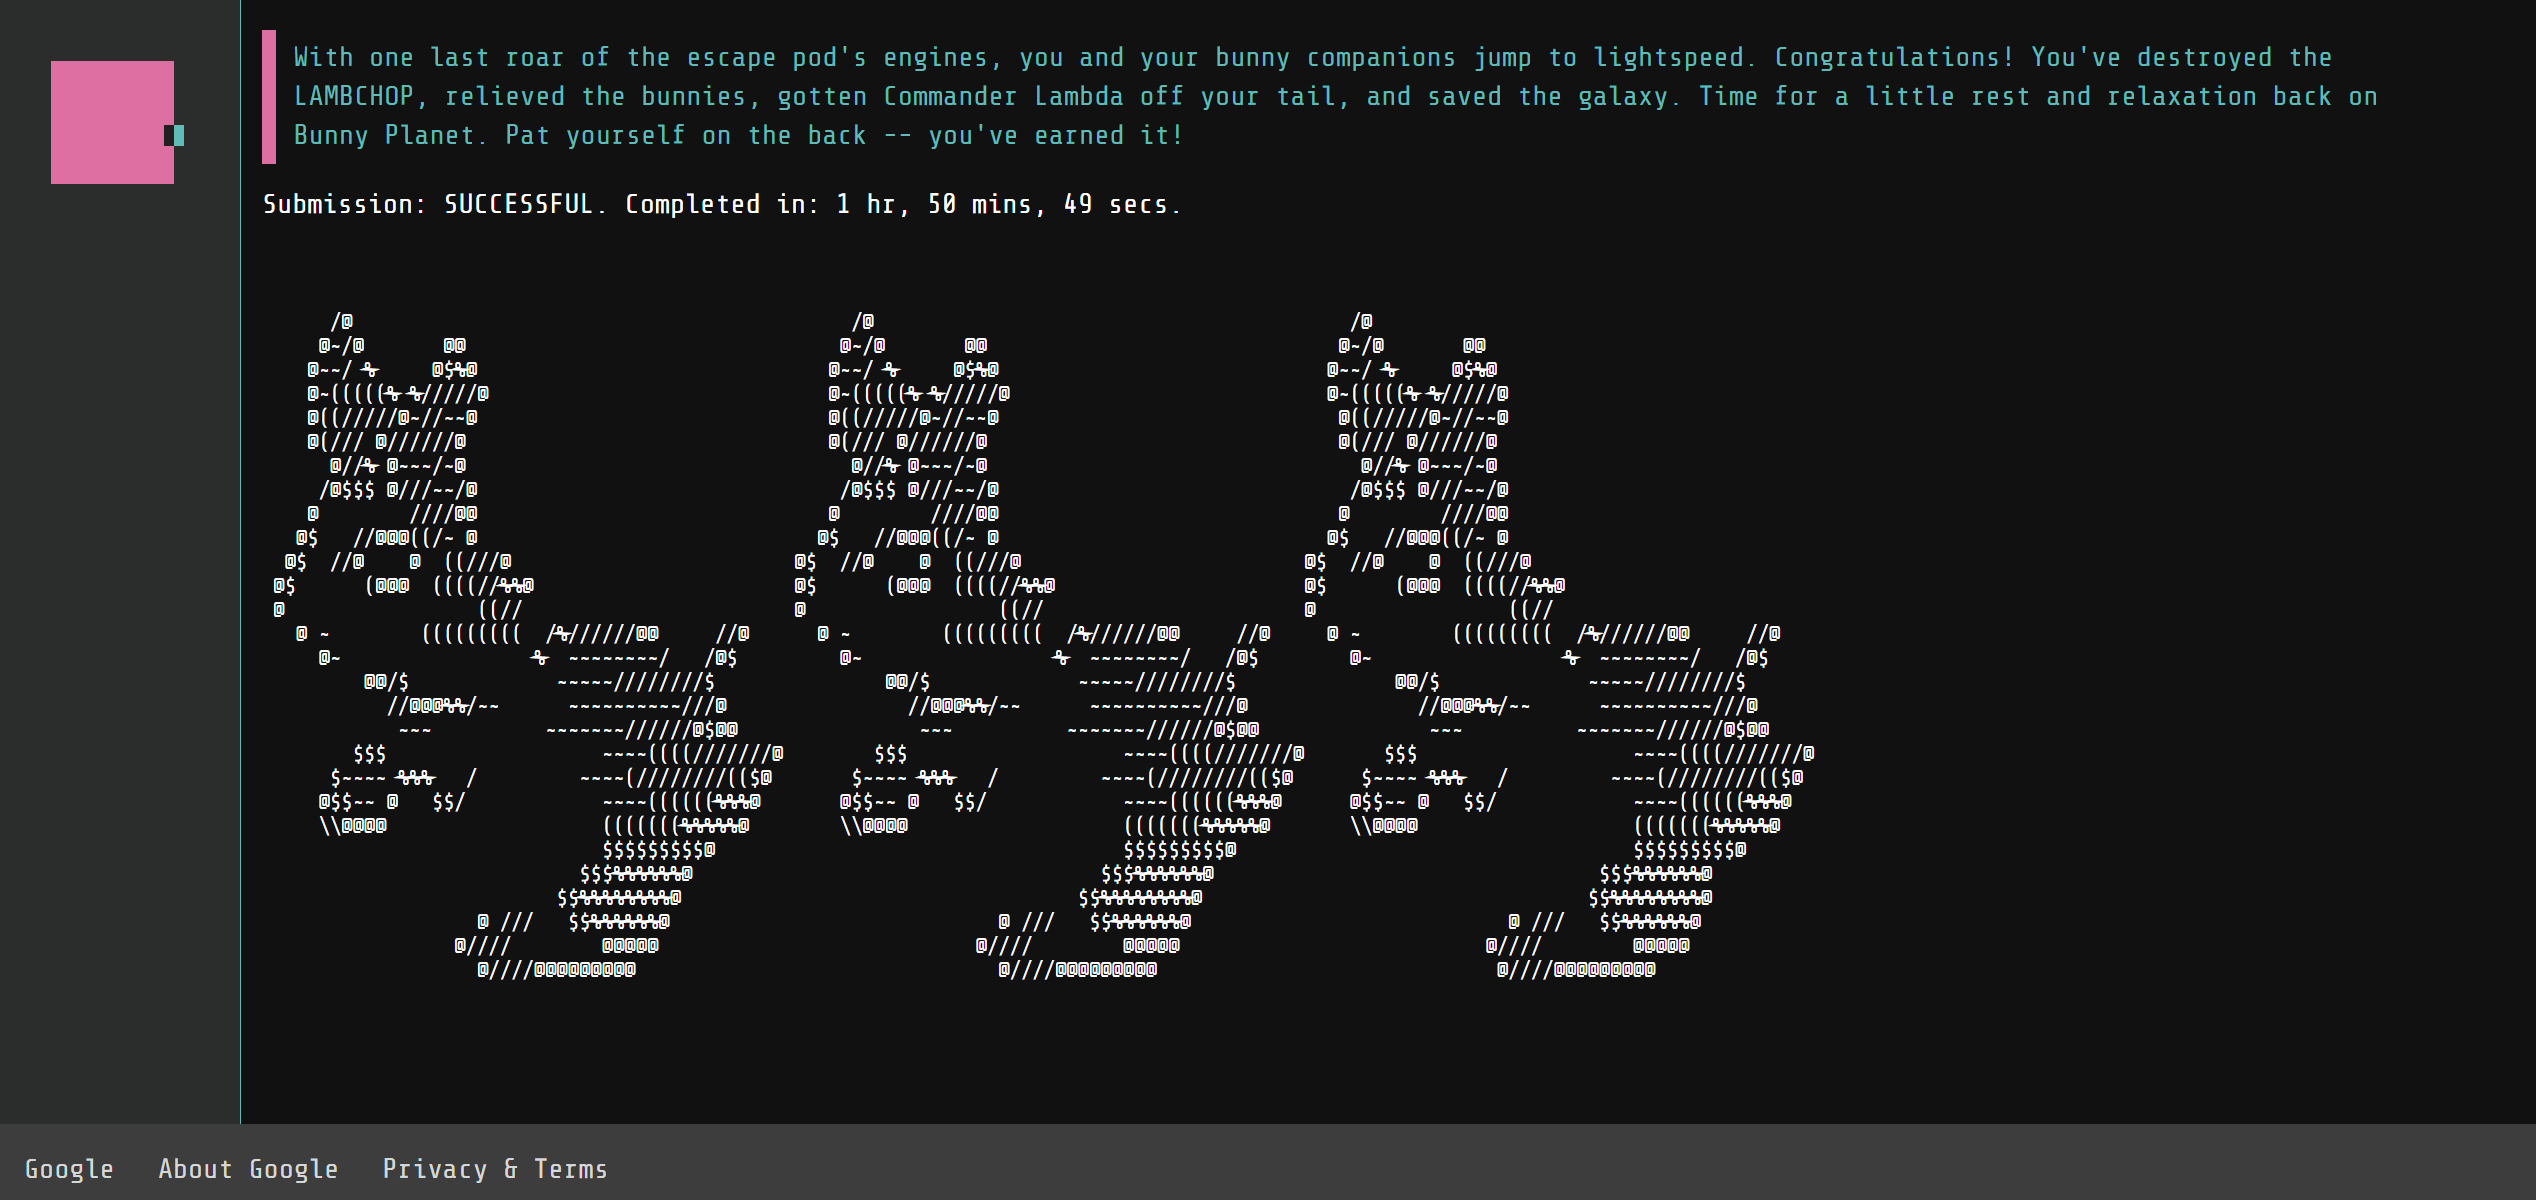 With one last roar of the escape pod's engines, you and your bunny companions jump to lightspeed. Congratulations! You've destroyed the
LAMBCHOP, relieved the bunnies, gotten Commander Lambda off your tail, and saved the galaxy. Time for a little rest and relaxation back on
Bunny Planet. Pat yourself on the back -- you've earned it!
Submission: SUCCESSFUL. Completed in: 1 hr, 50 mins, 49 secs.
Google About Google Privacy & Terms